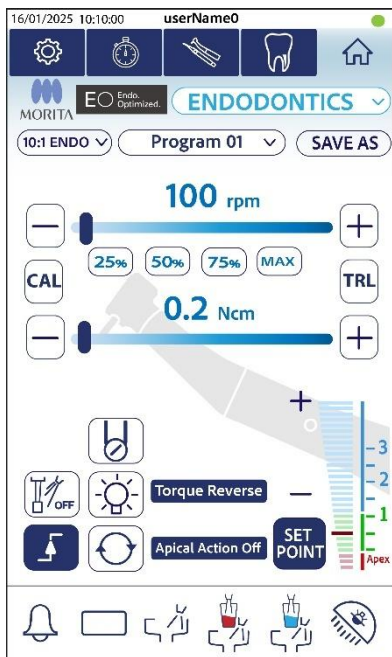 16/01/2025 10:10:00 userName0
MORITA EO Endo. Optimized. ENDODONTICS
10:1 ENDO Program 01 SAVE AS
100 rpm
25% 50% 75% MAX
CAL TRL
0.2 Ncm
+
3
2
OFF Torque Reverse −
1
Apical Action Off SET POINT
Apex